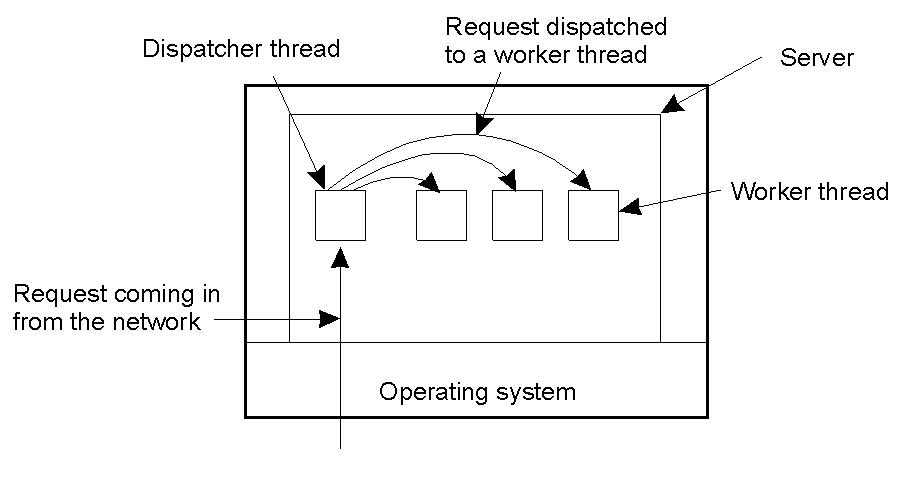 Dispatcher thread
Request dispatched
to a worker thread
Server
Worker thread
Request coming in
from the network
Operating system